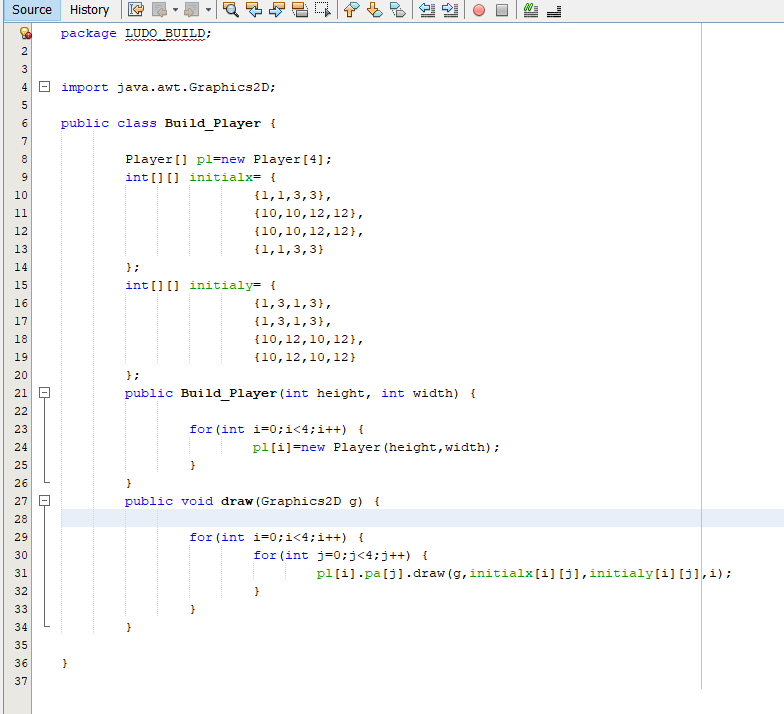 Source History
package LUDO_BUILD;
2
3
4 import java.awt.Graphics2D;
5
6 public class Build_Player {
7
8 Player[] pl=new Player[4];
9 int[][] initialx= {
10 {1,1,3,3},
11 {10,10,12,12},
12 {10,10,12,12},
13 {1,1,3,3}
14 };
15 int[][] initialy= {
16 {1,3,1,3},
17 {1,3,1,3},
18 {10,12,10,12},
19 {10,12,10,12}
20 };
21 public Build_Player(int height, int width) {
22
23 for(int i=0;i<4;i++) {
24 pl[i]=new Player(height,width);
25 }
26 }
27 public void draw(Graphics2D g) {
28
29 for(int i=0;i<4;i++) {
30 for(int j=0;j<4;j++) {
31 pl[i].pa[j].draw(g,initialx[i][j],initialy[i][j],i);
32 }
33 }
34 }
35
36 }
37